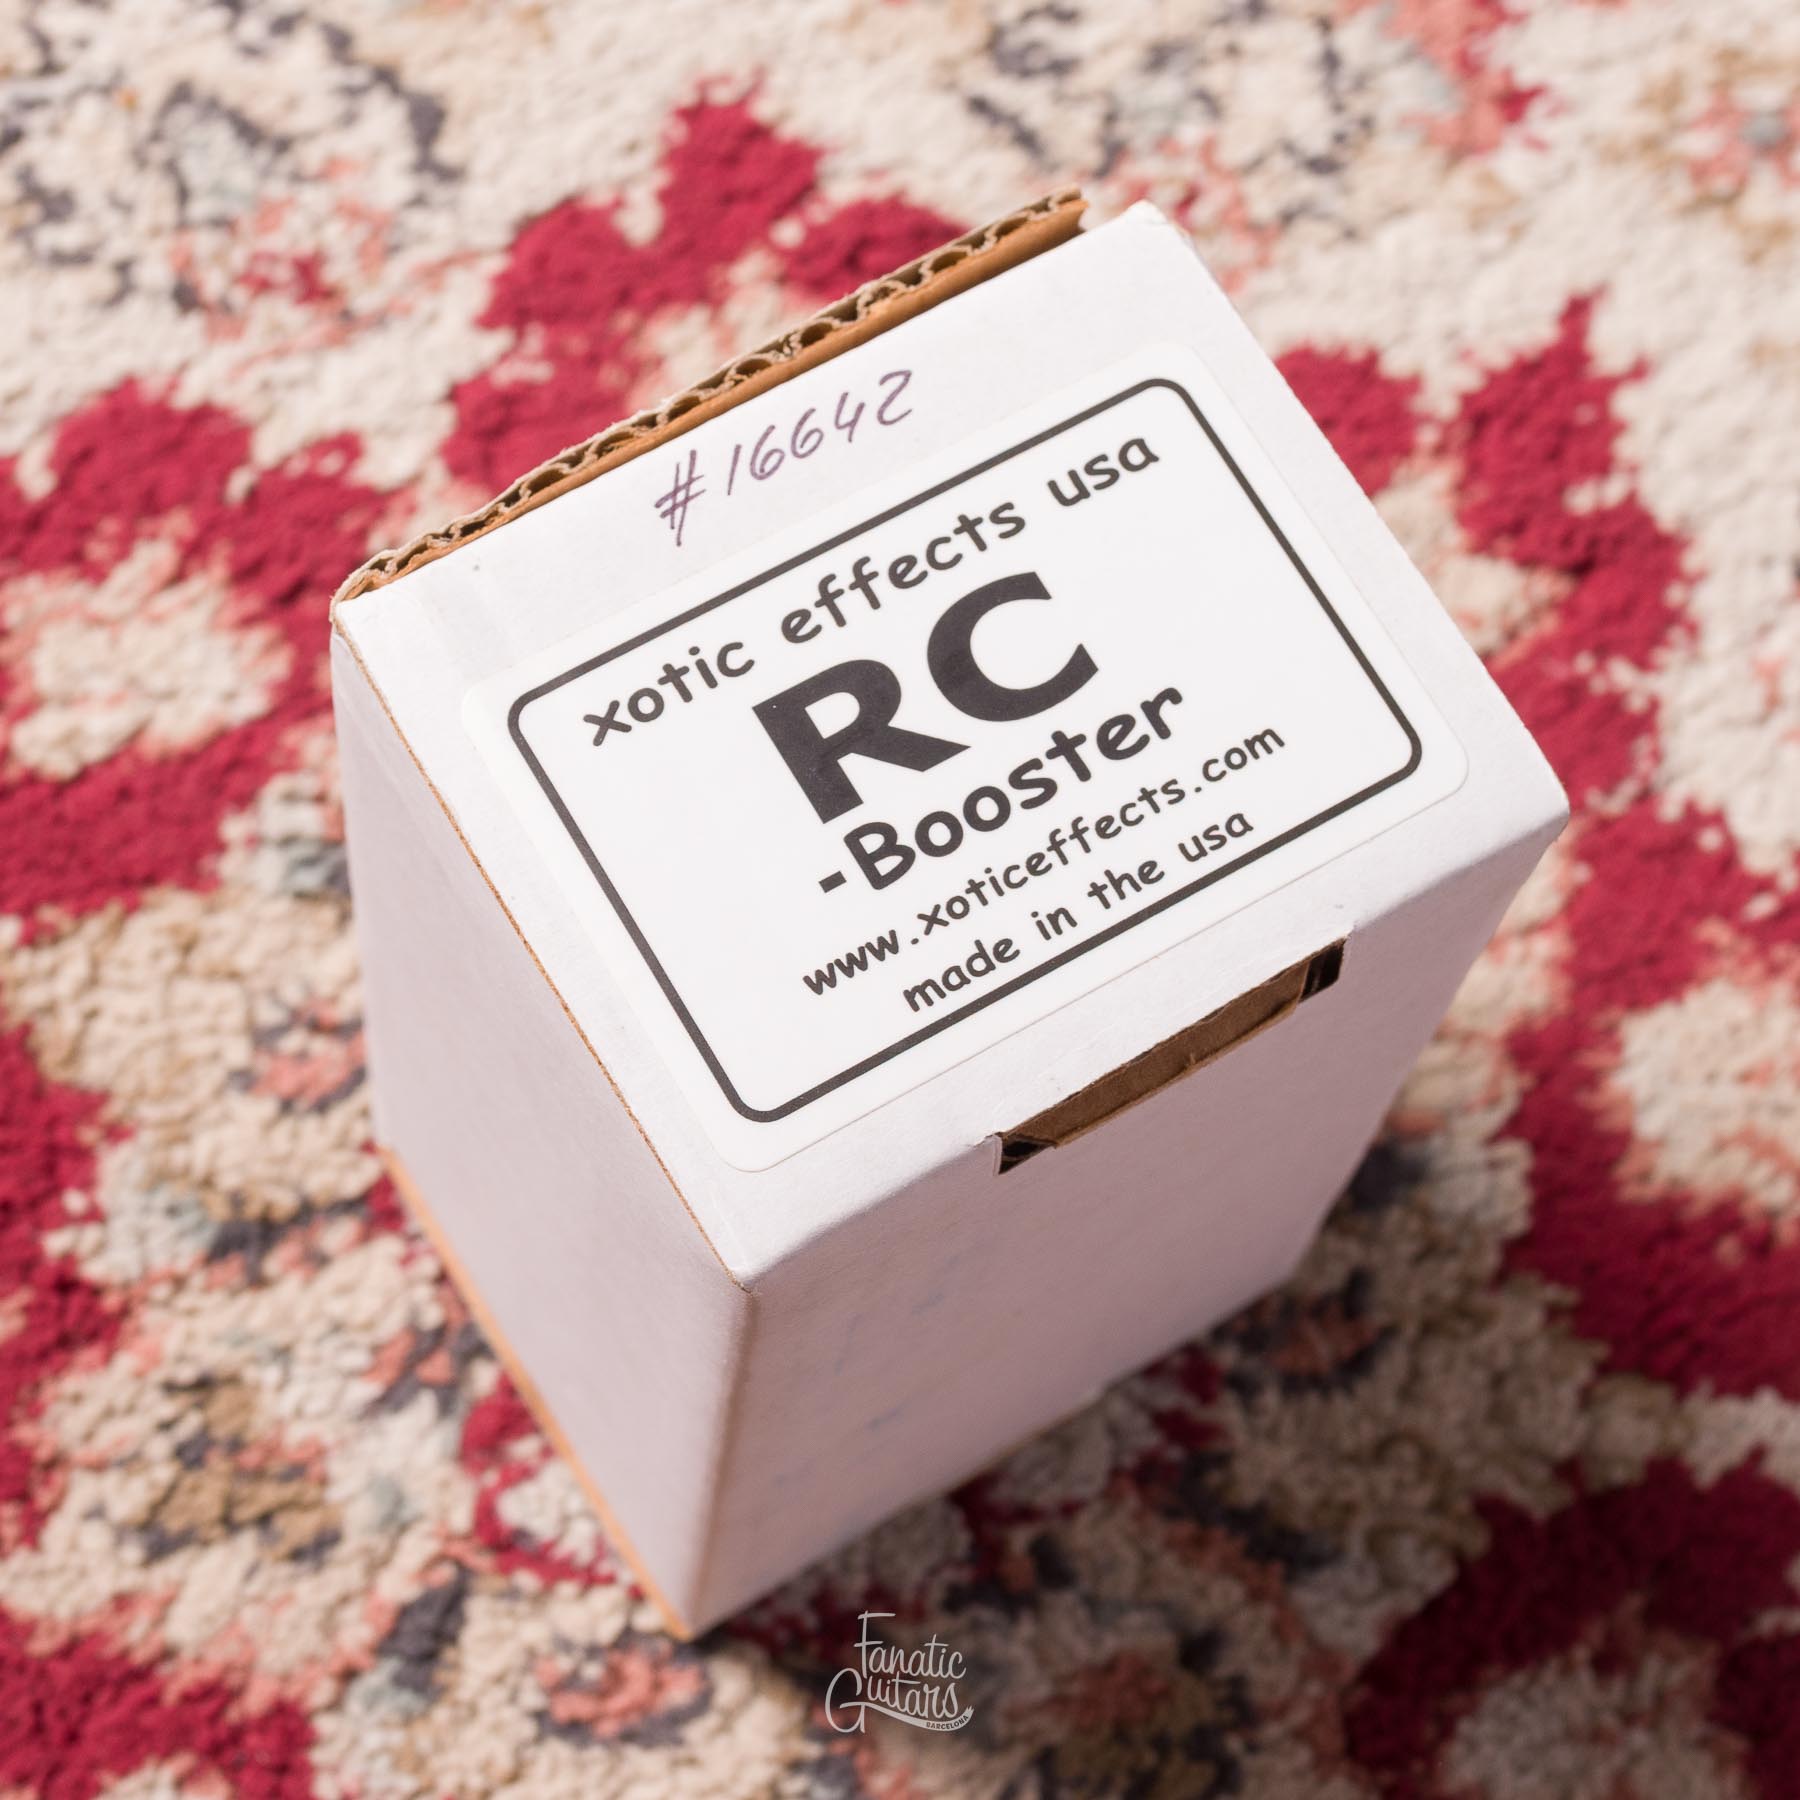 #16642
xotic effects usa
RC
-Booster
www.xoticeffects.com
made in the usa
Fanatic
Guitars
BARCELONA